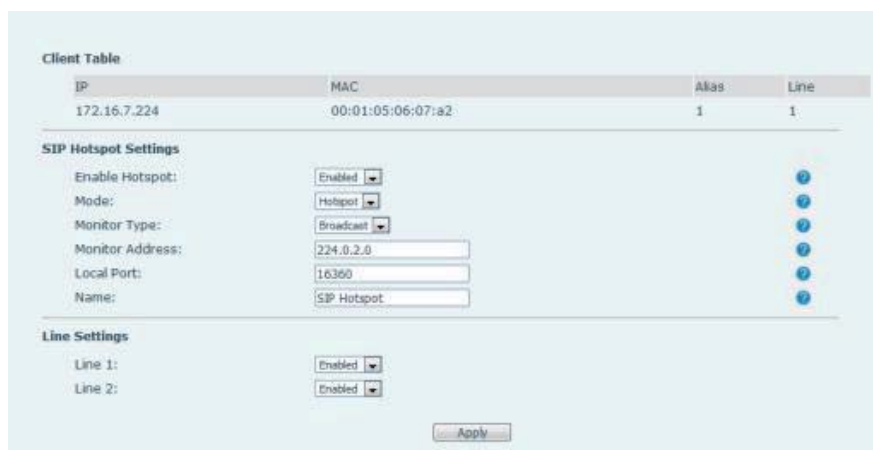 Client Table
IP MAC Alias Line
172.16.7.224 00:01:05:06:07:a2 1 1
SIP Hotspot Settings
Enable Hotspot: Enabled
Mode: Hotspot
Monitor Type: Broadcast
Monitor Address: 224.0.2.0
Local Port: 16360
Name: SIP Hotspot
Line Settings
Line 1: Enabled
Line 2: Enabled
Apply